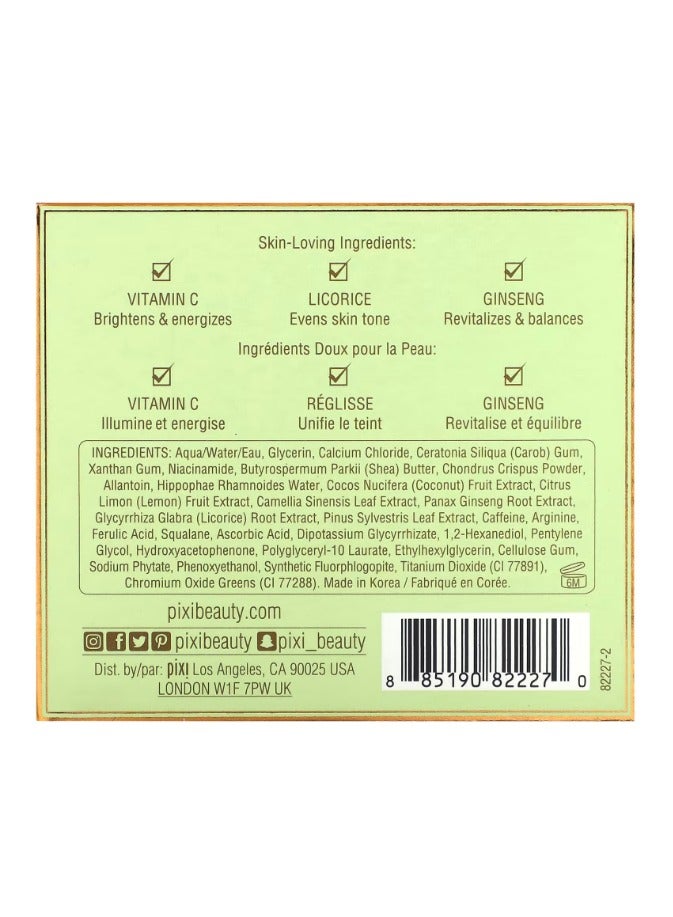 Skin-Loving Ingredients:
VITAMIN C LICORICE GINSENG
Brightens & energizes Evens skin tone Revitalizes & balances
Ingrédients Doux pour la Peau:
VITAMIN C RÉGLISSE GINSENG
Illumine et energise Unifie le teint Revitalise et équilibre
INGREDIENTS: Aqua/Water/Eau, Glycerin, Calcium Chloride, Ceratonia Siliqua (Carob) Gum,
Xanthan Gum, Niacinamide, Butyrospermum Parkii (Shea) Butter, Chondrus Crispus Powder,
Allantoin, Hippophae Rhamnoides Water, Cocos Nucifera (Coconut) Fruit Extract, Citrus
Limon (Lemon) Fruit Extract, Camellia Sinensis Leaf Extract, Panax Ginseng Root Extract,
Glycyrrhiza Glabra (Licorice) Root Extract, Pinus Sylvestris Leaf Extract, Caffeine, Arginine,
Ferulic Acid, Squalane, Ascorbic Acid, Dipotassium Glycyrrhizate, 1,2-Hexanediol, Pentylene
Glycol, Hydroxyacetophenone, Polyglyceryl-10 Laurate, Ethylhexylglycerin, Cellulose Gum,
Sodium Phytate, Phenoxyethanol, Synthetic Fluorphlogopite, Titanium Dioxide (CI 77891),
Chromium Oxide Greens (CI 77288). Made in Korea / Fabriqué en Corée.
6M
pixibeauty.com
pixibeauty pixi_beauty
Dist. by/par: pixi Los Angeles, CA 90025 USA
LONDON W1F 7PW UK
8 85190 82227 0
82227-2